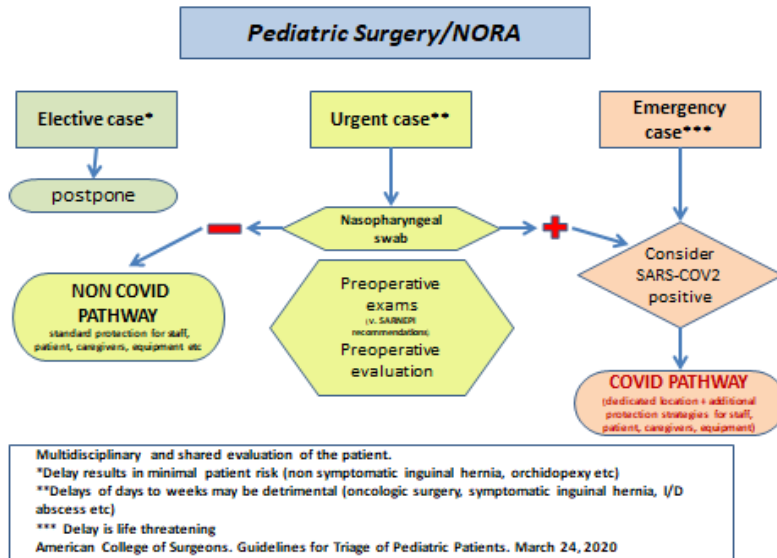 Pediatric Surgery/NORA
Elective case*
Urgent case**
Emergency
case***
postpone
Nasopharyngeal
swab
Consider
SARS-COV2
positive
NON COVID
PATHWAY
standard protection for staff,
patient, caregivers, equipment etc
Preoperative
exams
(v. SARNEPI
recommendations)
Preoperative
evaluation
COVID PATHWAY
(dedicated location + additional
protection strategies for staff,
patient, caregivers, equipment)
Multidisciplinary and shared evaluation of the patient.
*Delay results in minimal patient risk (non symptomatic inguinal hernia, orchidopexy etc)
**Delays of days to weeks may be detrimental (oncologic surgery, symptomatic inguinal hernia, I/D
abscess etc)
*** Delay is life threatening
American College of Surgeons. Guidelines for Triage of Pediatric Patients. March 24, 2020